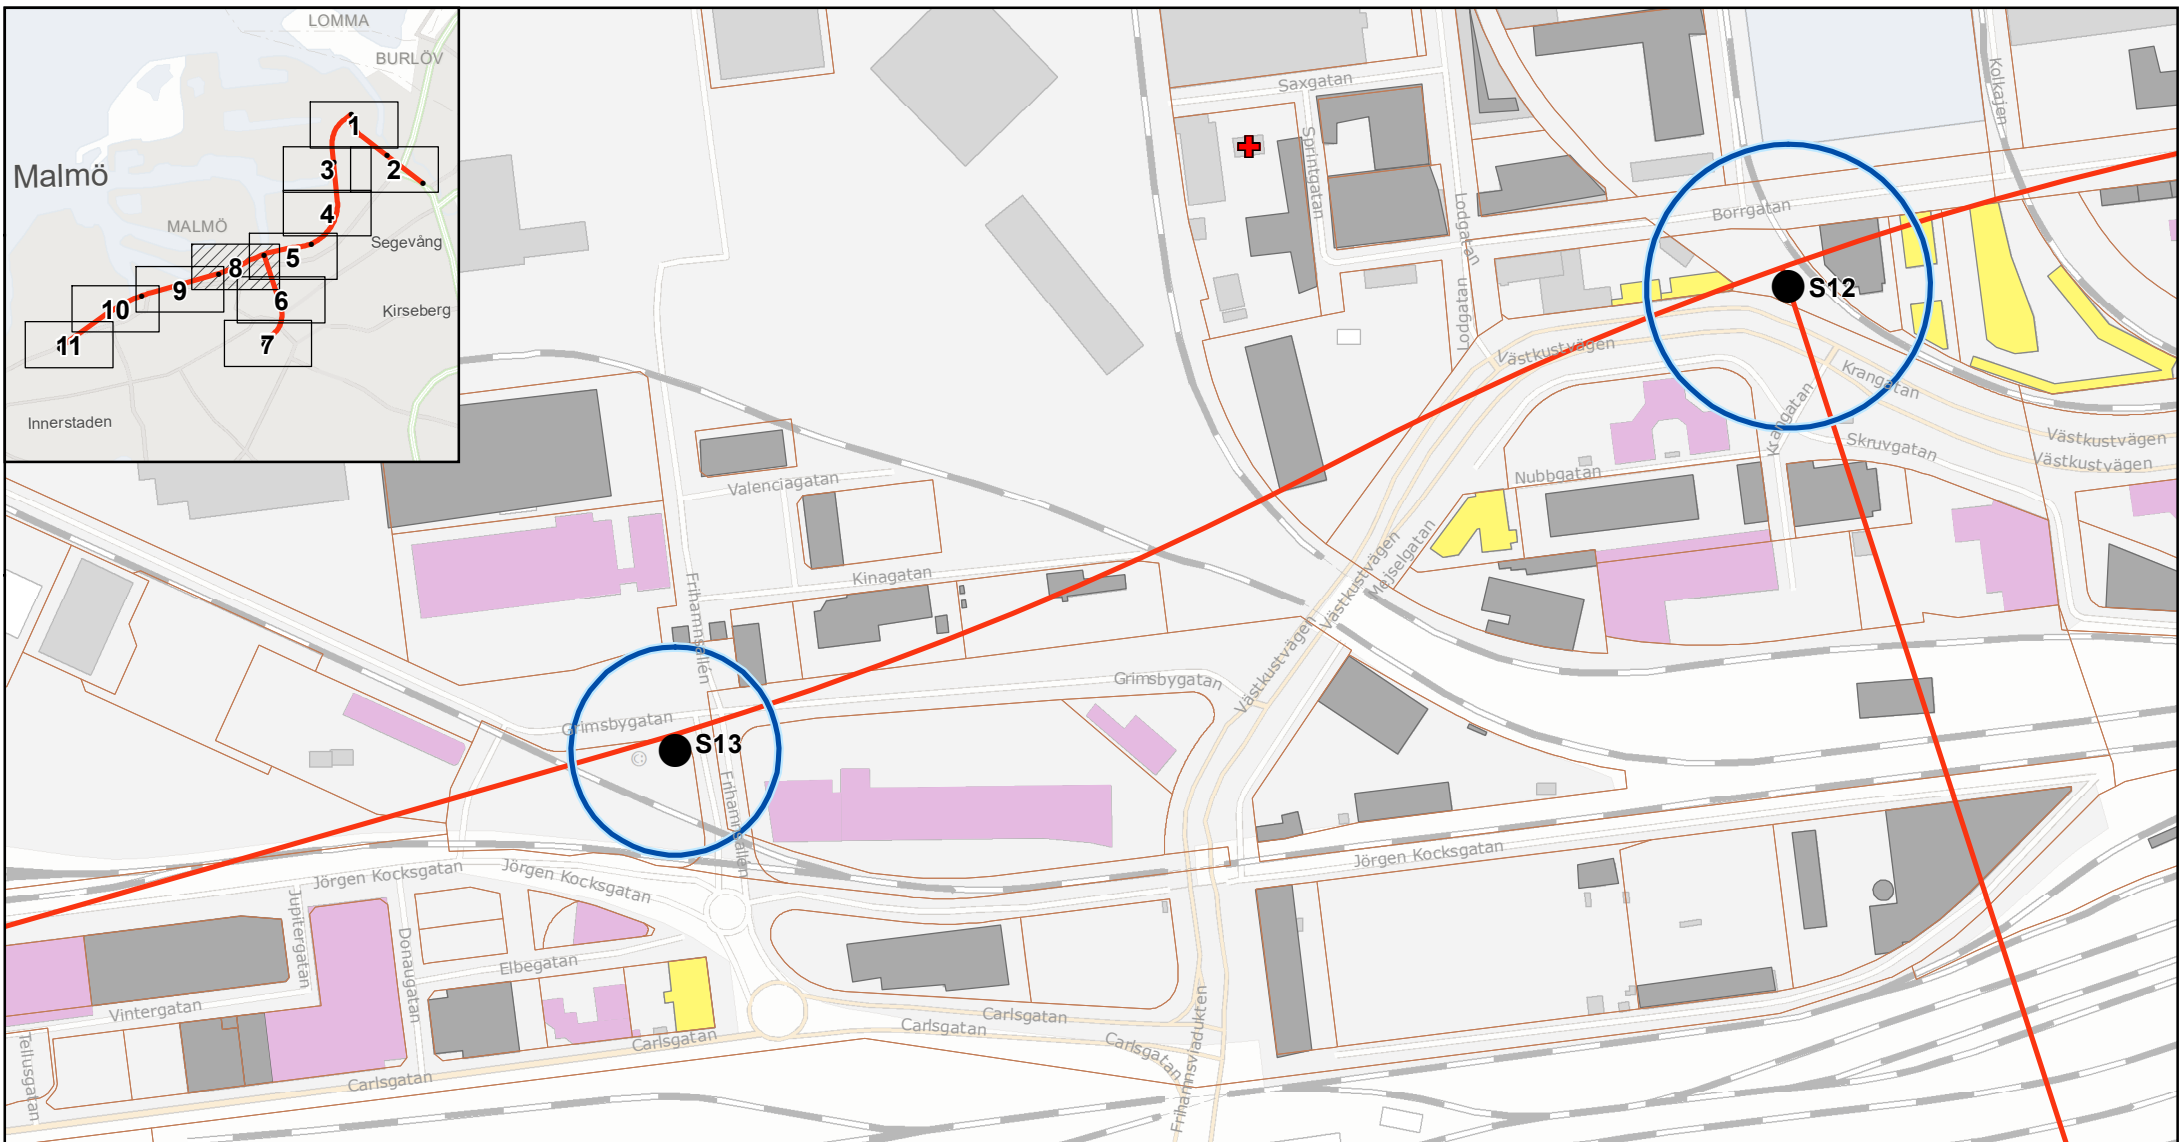 LOMMA
BURLÖV
1
3
2
Malmö
4
MALMÖ
Segevång
5
8
9
6
Kirseberg
10
7
11
Innerstaden
Saxgatan
Sprintgatan
Lodgatan
Lodgatan
Kolkajen
Borrgatan
S12
Västkustvägen
Krangatan
Krangatan
Skruvgatan
Västkustvägen
Västkustvägen
Nubbgatan
Mejselgatan
Västkustvägen
Västkustvägen
Valenciagatan
Kinagatan
Frihamnsallén
Grimsbygatan
Grimsbygatan
S13
Frihamnsallén
Jörgen Kocksgatan
Jörgen Kocksgatan
Jörgen Kocksgatan
Jupitergatan
Donaugatan
Elbegatan
Vintergatan
Tellusgatan
Carlsgatan
Carlsgatan
Carlsgatan
Carlsgatan
Carlsgatan
Frihamnsviadukten